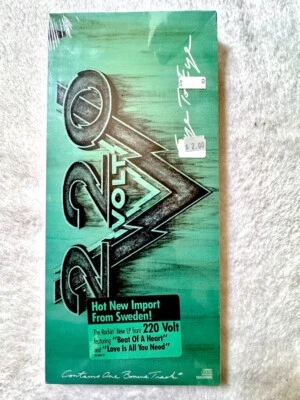 220
VOLT
Eye To Eye
$ 2.00
Hot New Import
From Sweden!
The Rockin' New LP from 220 Volt
featuring "Beat Of A Heart"
and "Love Is All You Need"
Contains One Bonus Track*